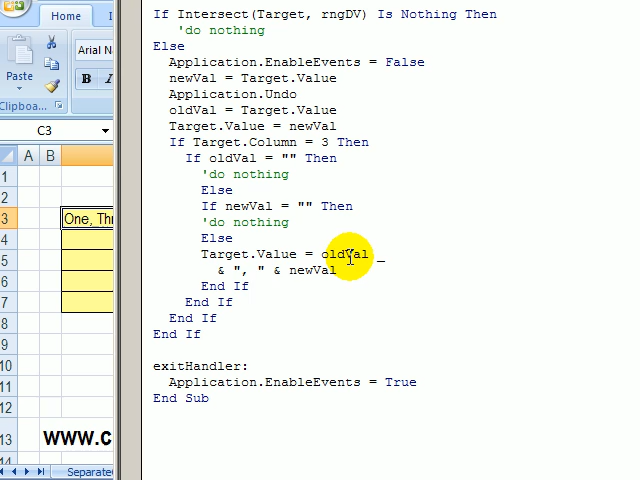 Home
Arial N
Paste
B I
Clipboa...
C3
A B
1
2
3 One, Thr
4
5
6
7
8
9
10
11
12
13 www.c
14
Separate
If Intersect(Target, rngDV) Is Nothing Then
'do nothing
Else
Application.EnableEvents = False
newVal = Target.Value
Application.Undo
oldVal = Target.Value
Target.Value = newVal
If Target.Column = 3 Then
If oldVal = "" Then
'do nothing
Else
If newVal = "" Then
'do nothing
Else
Target.Value = oldVal _
& ", " & newVal
End If
End If
End If
End If
exitHandler:
Application.EnableEvents = True
End Sub